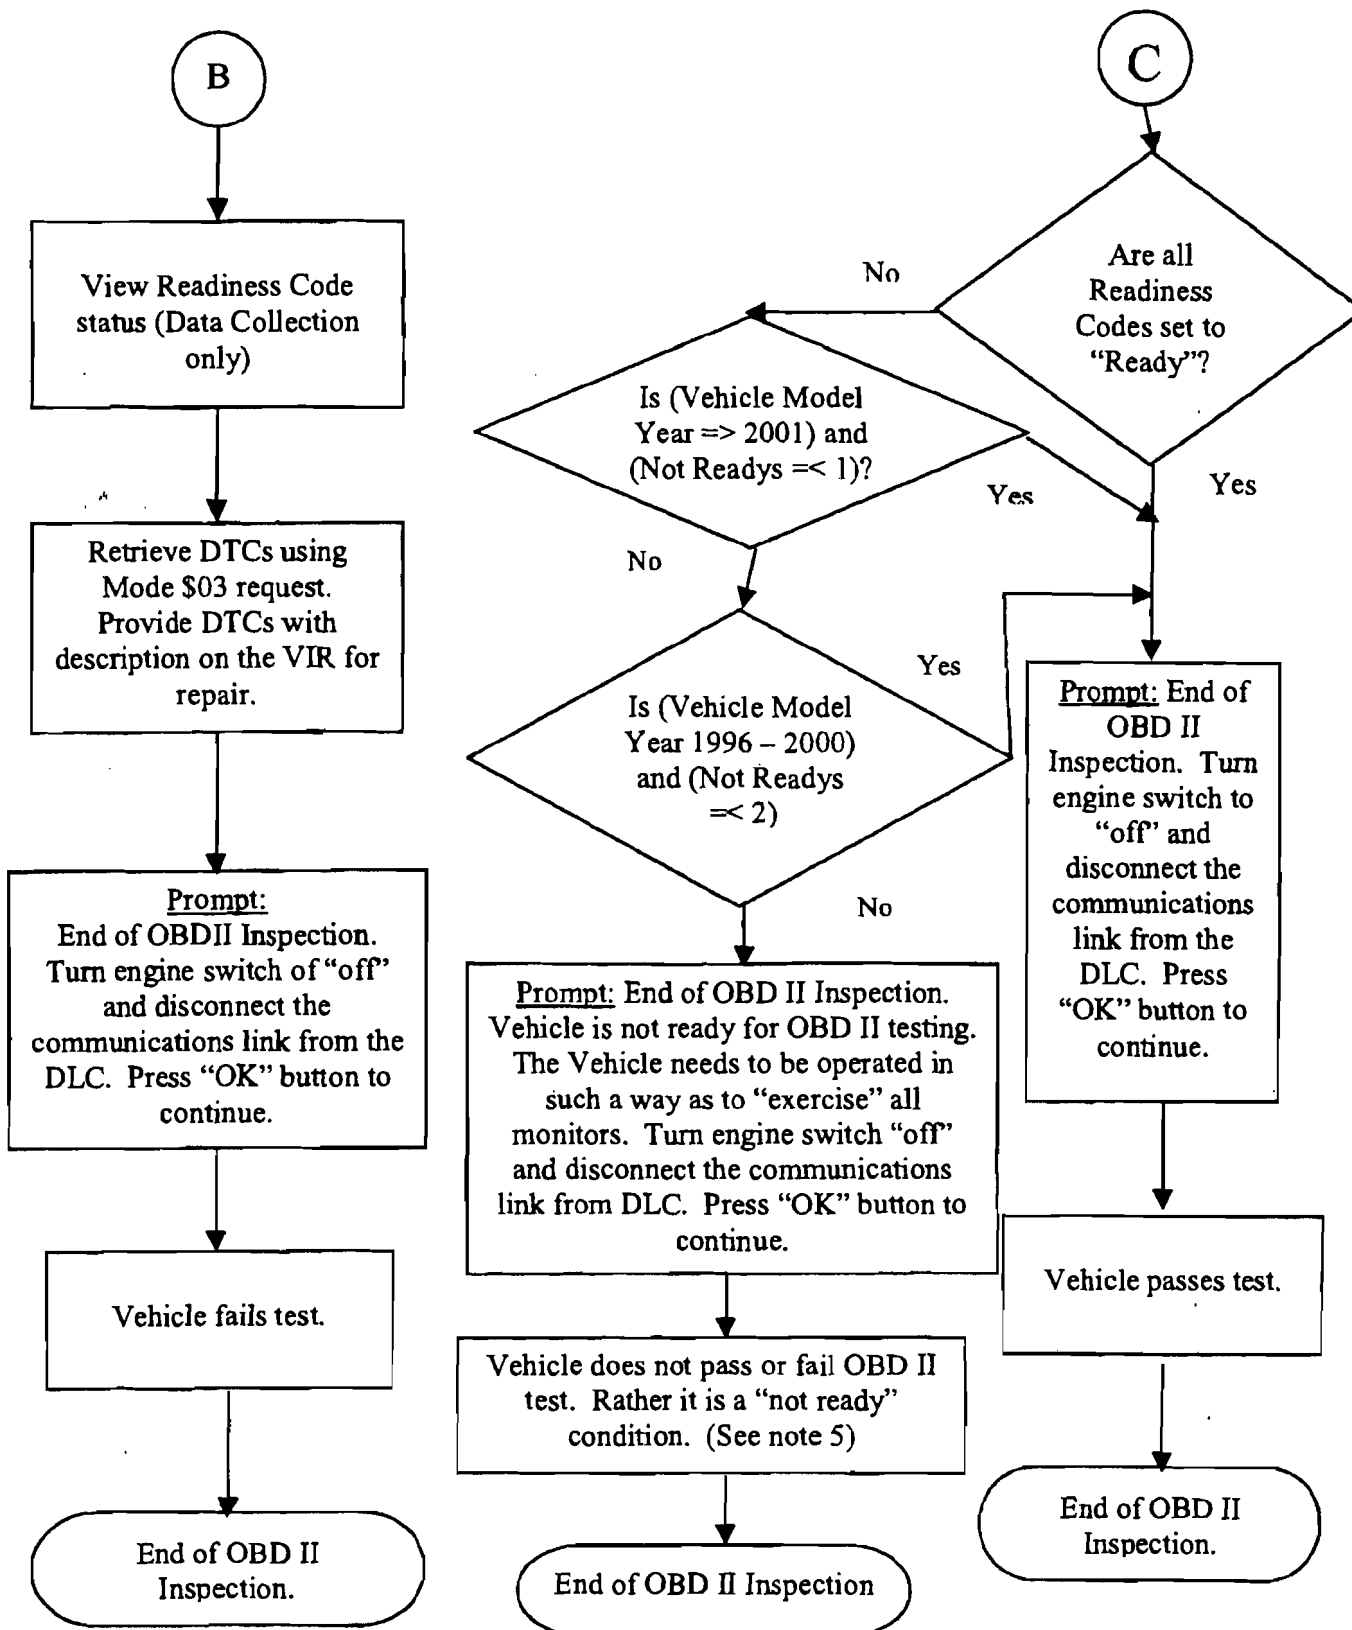 B
View Readiness Code
status (Data Collection
only)
Retrieve DTCs using
Mode $03 request.
Provide DTCs with
description on the VIR for
repair.
Prompt:
End of OBDII Inspection.
Turn engine switch of “off”
and disconnect the
communications link from the
DLC. Press “OK” button to
continue.
Vehicle fails test.
End of OBD II
Inspection.
C
Are all
Readiness
Codes set to
“Ready”?
No
Yes
Is (Vehicle Model
Year => 2001) and
(Not Readys =< 1)?
Yes
No
Is (Vehicle Model
Year 1996 – 2000)
and (Not Readys
=< 2)
Yes
No
Prompt: End of OBD II Inspection.
Vehicle is not ready for OBD II testing.
The Vehicle needs to be operated in
such a way as to “exercise” all
monitors. Turn engine switch “off”
and disconnect the communications
link from DLC. Press “OK” button to
continue.
Vehicle does not pass or fail OBD II
test. Rather it is a “not ready”
condition. (See note 5)
End of OBD II Inspection
Prompt: End of
OBD II
Inspection. Turn
engine switch to
“off” and
disconnect the
communications
link from the
DLC. Press
“OK” button to
continue.
Vehicle passes test.
End of OBD II
Inspection.